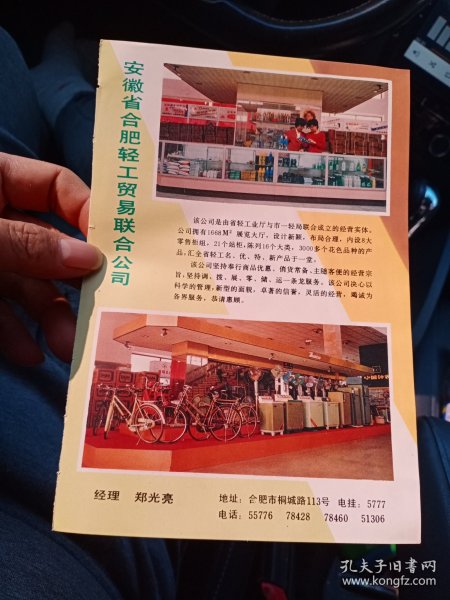 安徽省合肥轻工贸易联合公司
该公司是由省轻工业厅与市一轻局联合成立的经营实体。
公司拥有1668M²展览大厅，设计新颖，布局合理，内设8大
零售班组，21个站柜，陈列16个大类，3000多个花色品种的产
品，汇全省轻工名、优、特、新产品于一堂。
该公司坚持奉行商品优惠、价货常备、主随客便的经营宗
旨；坚持调、拨、展、零、储、运一条龙服务。该公司决心以
科学的管理，新型的面貌，卓著的信誉，灵活的经营，竭诚为
各界服务，恭请惠顾。
经理 郑光亮
地址：合肥市桐城路113号 电挂：5777
电话：55776 78428 78460 51306
孔夫子旧书网
www.kongfz.com